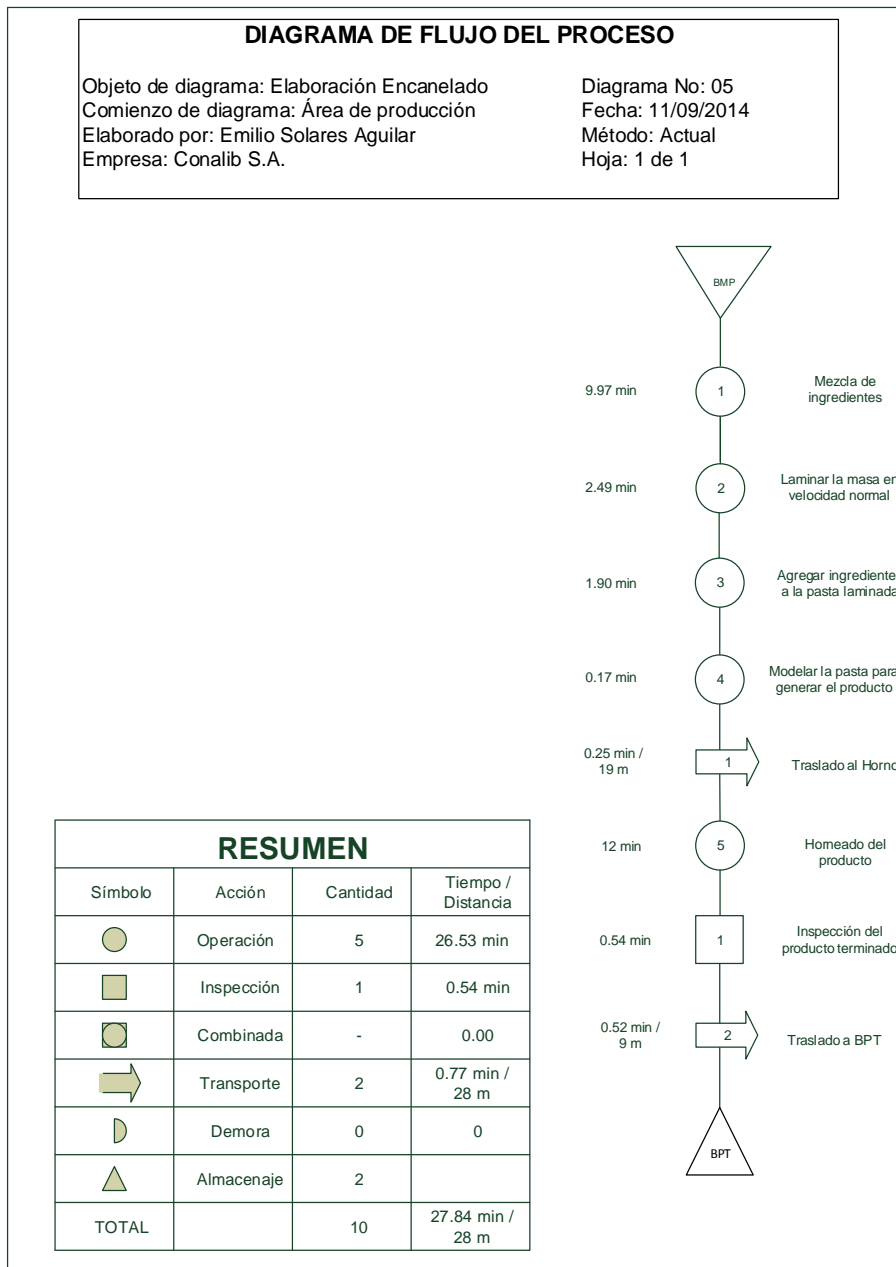 DIAGRAMA DE FLUJO DEL PROCESO
Objeto de diagrama: Elaboración Encanelado
Diagrama No: 05
Comienzo de diagrama: Área de producción
Fecha: 11/09/2014
Elaborado por: Emilio Solares Aguilar
Método: Actual
Empresa: Conalib S.A.
Hoja: 1 de 1
BMP
9.97 min
1
Mezcla de
ingredientes
2.49 min
2
Laminar la masa en
velocidad normal
1.90 min
3
Agregar ingrediente
a la pasta laminada
0.17 min
4
Modelar la pasta para
generar el producto
0.25 min /
19 m
1
Traslado al Horno
12 min
5
Horneado del
producto
0.54 min
1
Inspección del
producto terminado
0.52 min /
9 m
2
Traslado a BPT
BPT
RESUMEN
Símbolo
Acción
Cantidad
Tiempo /
Distancia
Operación
5
26.53 min
Inspección
1
0.54 min
Combinada
-
0.00
Transporte
2
0.77 min /
28 m
Demora
0
0
Almacenaje
2
TOTAL
10
27.84 min /
28 m